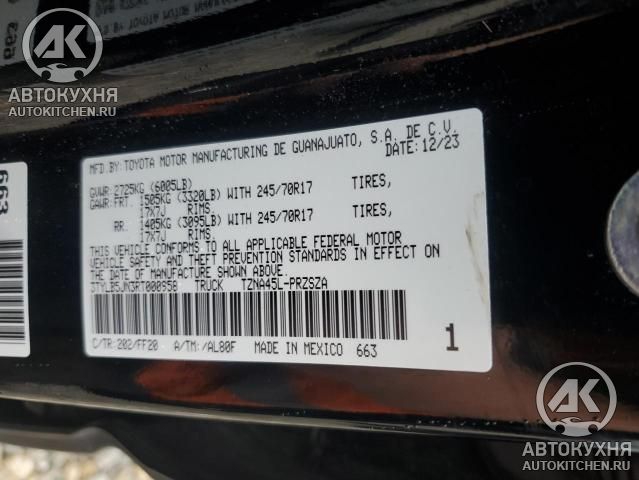 АВТОКУХНЯ
AUTOKITCHEN.RU
MFD.BY:TOYOTA MOTOR MANUFACTURING DE GUANAJUATO, S.A. DE C.V.
DATE: 12/23
GVWR: 2725KG (6005LB)
GAWR: FRT. 1505KG (3320LB) WITH 245/70R17 TIRES,
17X7J RIMS.
RR. 1405KG (3095LB) WITH 245/70R17 TIRES,
17X7J RIMS.
THIS VEHICLE CONFORMS TO ALL APPLICABLE FEDERAL MOTOR
VEHICLE SAFETY AND THEFT PREVENTION STANDARDS IN EFFECT ON
THE DATE OF MANUFACTURE SHOWN ABOVE.
3TYLB5JN3RT000958 TRUCK TZNA45L-PRZSZA
C/TR:202/FF20 A/TM:/AL80F MADE IN MEXICO 663
1
663
АК
АВТОКУХНЯ
AUTOKITCHEN.RU